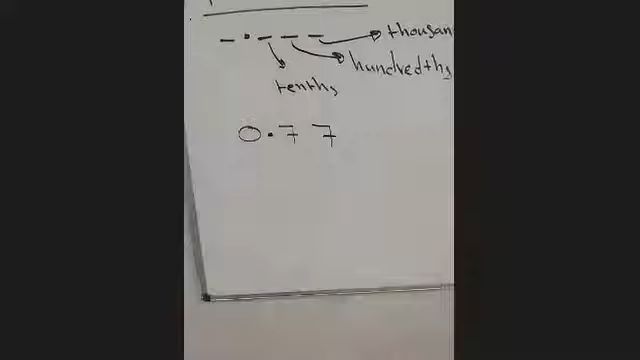 _ . _ _ _
thousan
hundredths
tenths
0.77